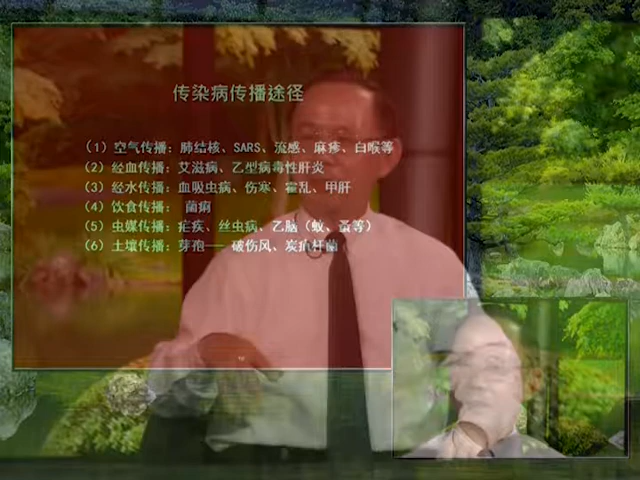 传染病传播途径
（1）空气传播：肺结核、SARS、流感、麻疹、白喉等
（2）经血传播：艾滋病、乙型病毒性肝炎
（3）经水传播：血吸虫病、伤寒、霍乱、甲肝
（4）饮食传播： 菌痢
（5）虫媒传播：疟疾、丝虫病、乙脑（蚊、蚤等）
（6）土壤传播：芽孢——破伤风、炭疽杆菌